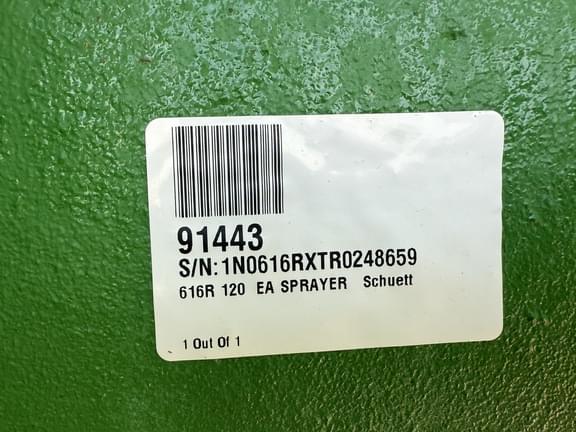 91443
S/N:1N0616RXTR0248659
616R 120 EA SPRAYER Schuett
1 Out Of 1